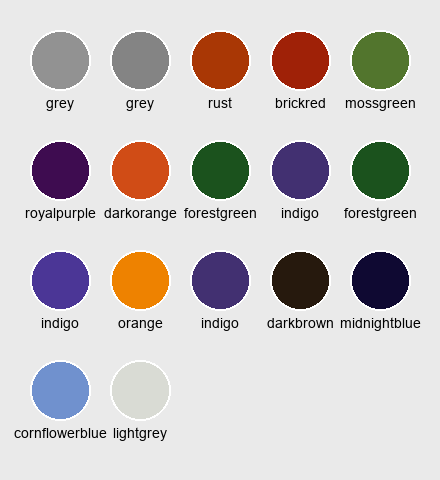 grey grey rust brickred mossgreen
royalpurple darkorange forestgreen indigo forestgreen
indigo orange indigo darkbrown midnightblue
cornflowerblue lightgrey